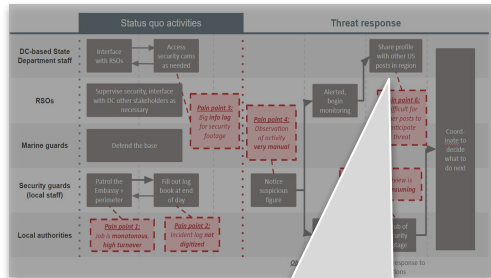 Status quo activities
Threat response
DC-based State
Department staff
Interface
with RSOs
Access
security cams
as needed
Share profile
with other US
posts in region
RSOs
Supervise security, interface
with DC other stakeholders as
necessary
Pain point 3:
Big info lag
for security
footage
Alerted,
begin
monitoring
Pain point 4:
Observation
of activity
very manual
Marine guards
Defend the base
Coord-
inate to
decide
what to
do next
Security guards
(local staff)
Patrol the
Embassy +
perimeter
Fill out log
book at end
of day
Notice
suspicious
figure
Local authorities
Pain point 1:
Job is monotonous,
high turnover
Pain point 2:
Incident log not
digitized
response to